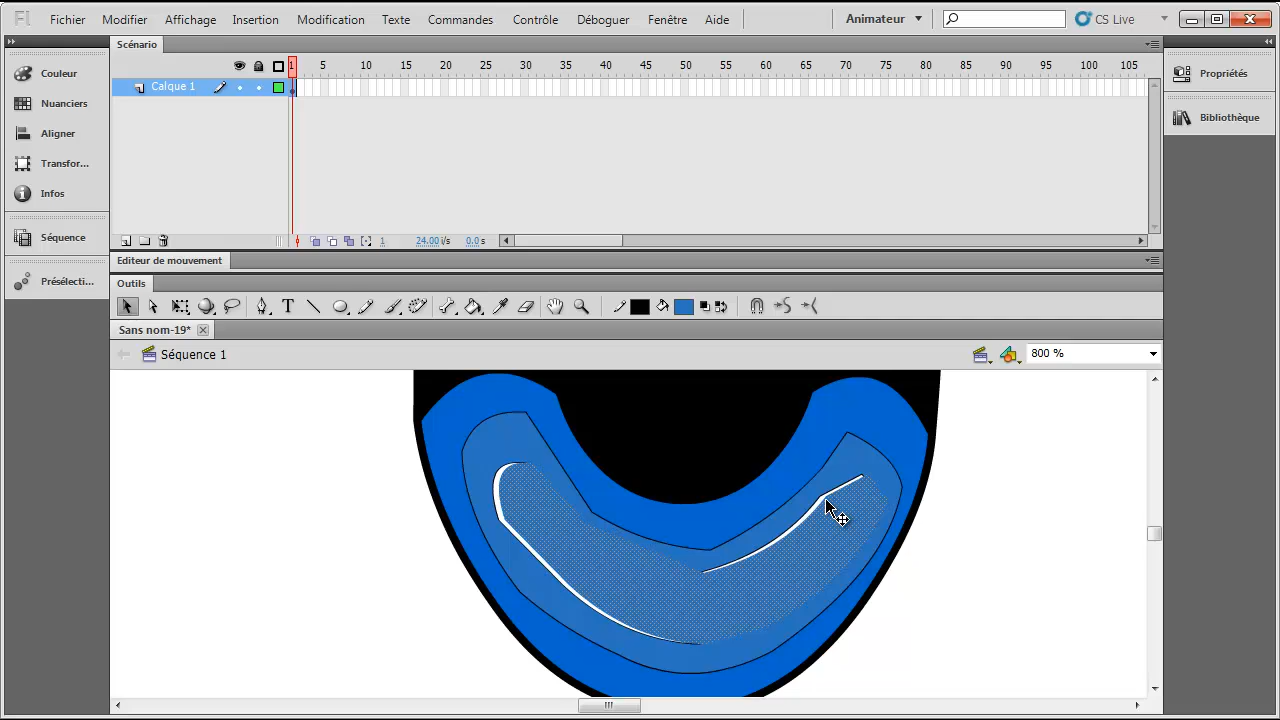 Fl Fichier Modifier Affichage Insertion Modification Texte Commandes Contrôle Déboguer Fenêtre Aide Animateur CS Live
Scénario
1 5 10 15 20 25 30 35 40 45 50 55 60 65 70 75 80 85 90 95 100 105
Calque 1
Couleur
Nuanciers
Aligner
Transfor...
Infos
Séquence
Présélecti...
Propriétés
Bibliothèque
1 24.00 i/s 0.0 s
Editeur de mouvement
Outils
T
Sans nom-19*
Séquence 1 800 %